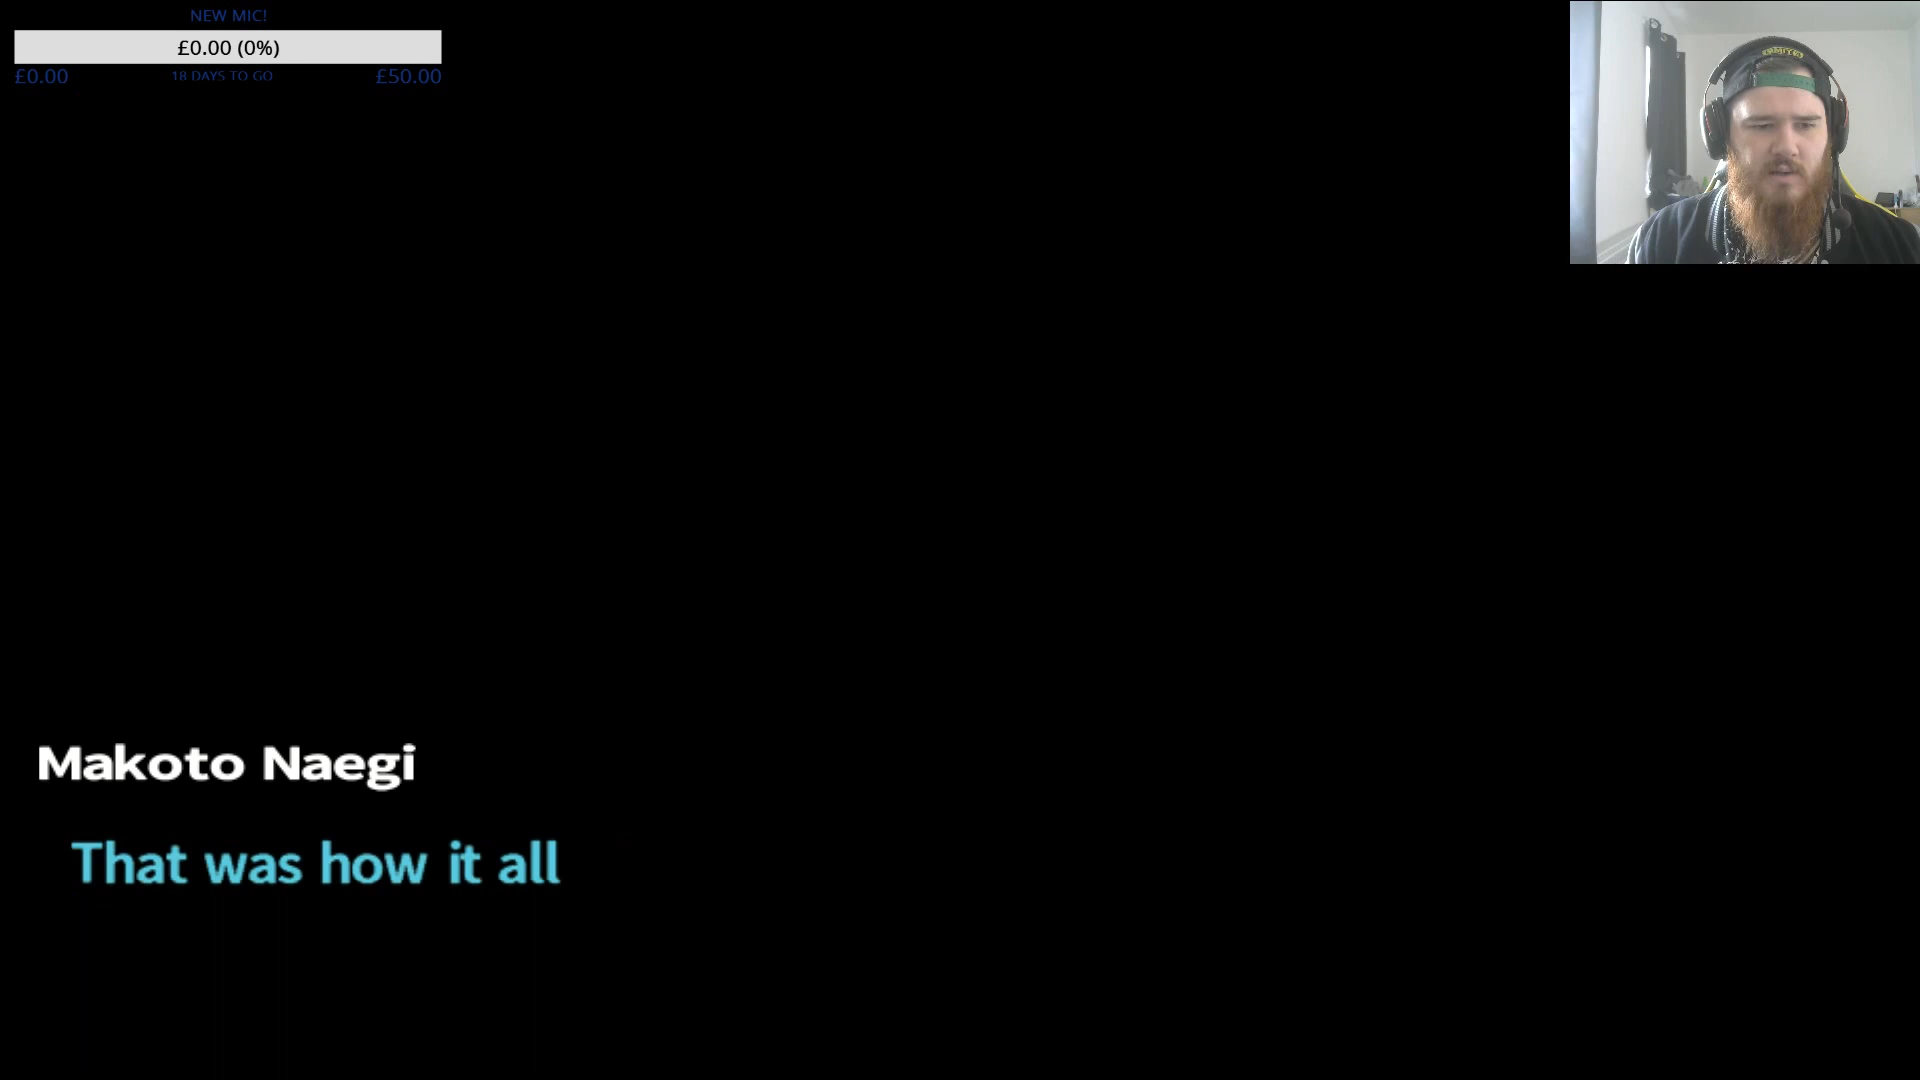 NEW MIC!
£0.00 (0%)
£0.00 18 DAYS TO GO £50.00
Makoto Naegi
That was how it all